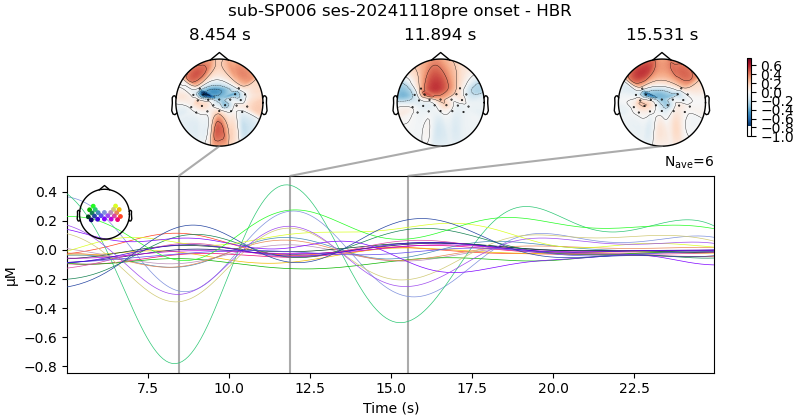 sub-SP006 ses-20241118pre onset - HBR
8.454 s
11.894 s
15.531 s
0.6
0.4
0.2
0.0
−0.2
−0.4
−0.6
−0.8
−1.0
Nave=6
0.4
0.2
0.0
−0.2
−0.4
−0.6
−0.8
µM
7.5 10.0 12.5 15.0 17.5 20.0 22.5
Time (s)